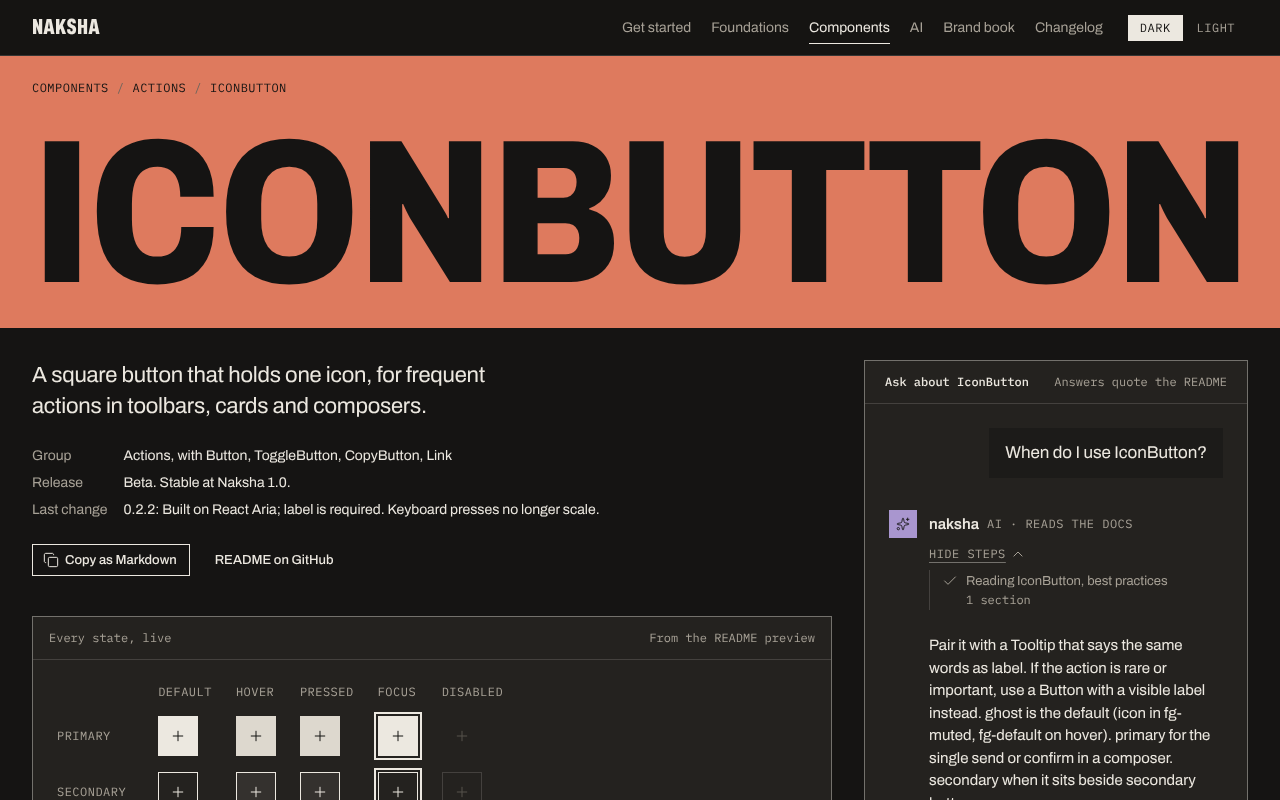 NAKSHA
Get started
Foundations
Components
AI
Brand book
Changelog
DARK
LIGHT
COMPONENTS / ACTIONS / ICONBUTTON
ICONBUTTON
A square button that holds one icon, for frequent
actions in toolbars, cards and composers.
Group Actions, with Button, ToggleButton, CopyButton, Link
Release Beta. Stable at Naksha 1.0.
Last change 0.2.2: Built on React Aria; label is required. Keyboard presses no longer scale.
Copy as Markdown
README on GitHub
Every state, live
From the README preview
DEFAULT HOVER PRESSED FOCUS DISABLED
PRIMARY
SECONDARY
Ask about IconButton
Answers quote the README
When do I use IconButton?
naksha AI · READS THE DOCS
HIDE STEPS
Reading IconButton, best practices
1 section
Pair it with a Tooltip that says the same
words as label. If the action is rare or
important, use a Button with a visible label
instead. ghost is the default (icon in fg-
muted, fg-default on hover). primary for the
single send or confirm in a composer.
secondary when it sits beside secondary